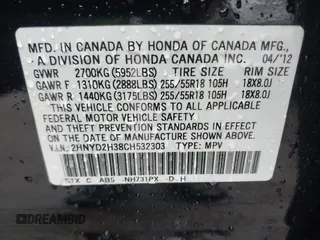 MFD. IN CANADA BY HONDA OF CANADA MFG.,
A DIVISION OF HONDA CANADA INC. 04/'12
GVWR 2700KG(5952LBS) TIRE SIZE RIM SIZE
GAWR F 1310KG(2888LBS) 255/55R18 105H 18X8.0J
GAWR R 1440KG(3175LBS) 255/55R18 105H 18X8.0J
THIS VEHICLE CONFORMS TO ALL APPLICABLE
FEDERAL MOTOR VEHICLE SAFETY STANDARDS IN EFFECT
ON THE DATE OF MANUFACTURE SHOWN ABOVE.
V.I.N.: 2HNYD2H38CH532303 TYPE: MPV
STX C ABS NH731PX D-H
DREAMBID